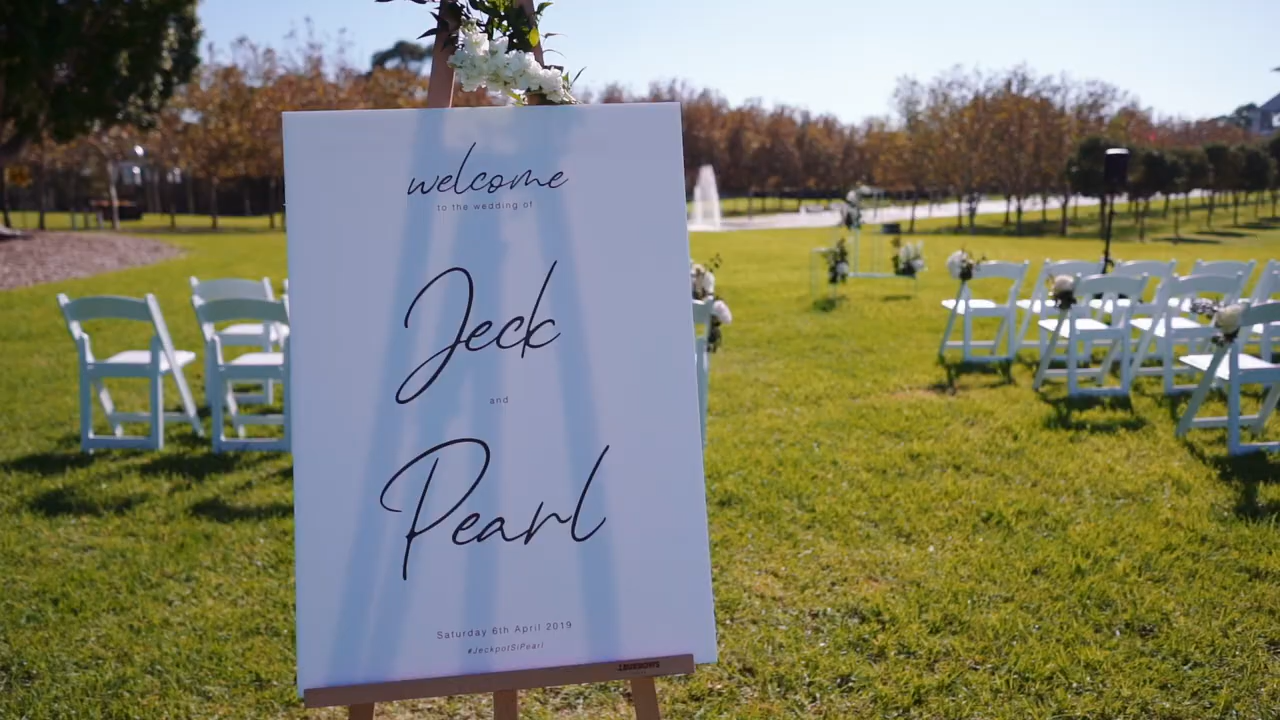 welcome
to the wedding of
Jeck
and
Pearl
Saturday 6th April 2019
#JeckpotSiPearl